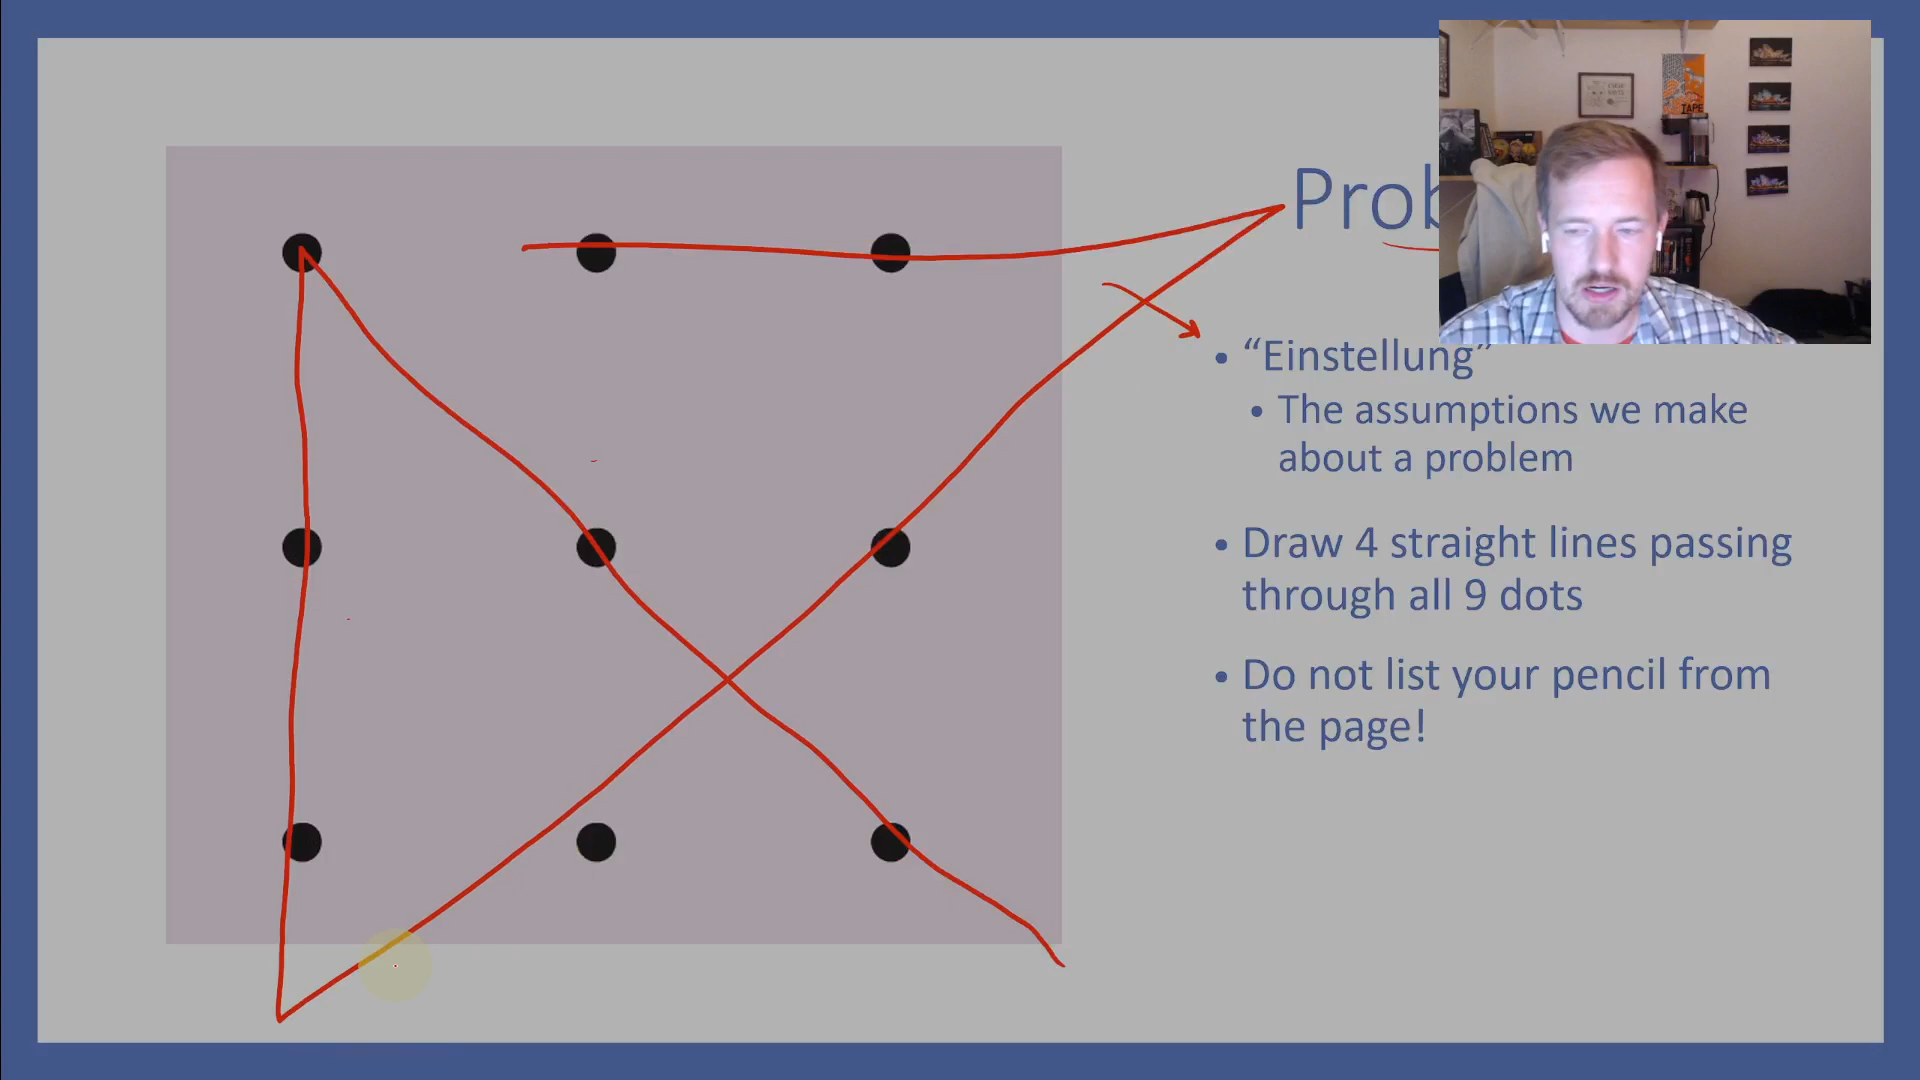 Prob
• “Einstellung”
• The assumptions we make
about a problem
• Draw 4 straight lines passing
through all 9 dots
• Do not list your pencil from
the page!
TAPE